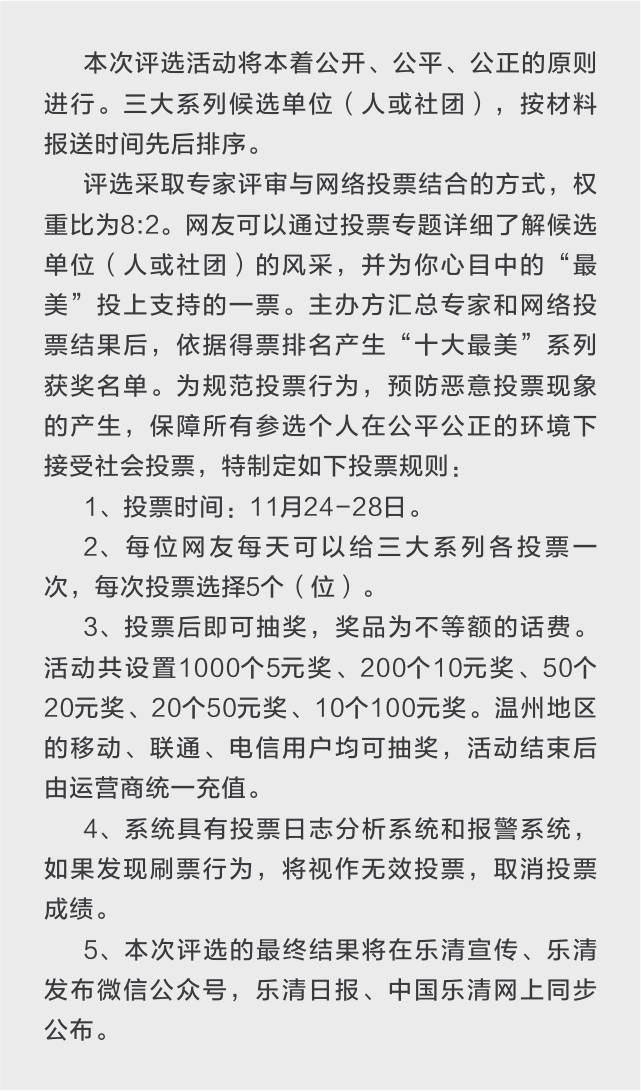 本次评选活动将本着公开、公平、公正的原则
进行。三大系列候选单位（人或社团），按材料
报送时间先后排序。
评选采取专家评审与网络投票结合的方式，权
重比为8:2。网友可以通过投票专题详细了解候选
单位（人或社团）的风采，并为你心目中的“最
美”投上支持的一票。主办方汇总专家和网络投
票结果后，依据得票排名产生“十大最美”系列
获奖名单。为规范投票行为，预防恶意投票现象
的产生，保障所有参选个人在公平公正的环境下
接受社会投票，特制定如下投票规则：
1、投票时间：11月24-28日。
2、每位网友每天可以给三大系列各投票一
次，每次投票选择5个（位）。
3、投票后即可抽奖，奖品为不等额的话费。
活动共设置1000个5元奖、200个10元奖、50个
20元奖、20个50元奖、10个100元奖。温州地区
的移动、联通、电信用户均可抽奖，活动结束后
由运营商统一充值。
4、系统具有投票日志分析系统和报警系统，
如果发现刷票行为，将视作无效投票，取消投票
成绩。
5、本次评选的最终结果将在乐清宣传、乐清
发布微信公众号，乐清日报、中国乐清网上同步
公布。